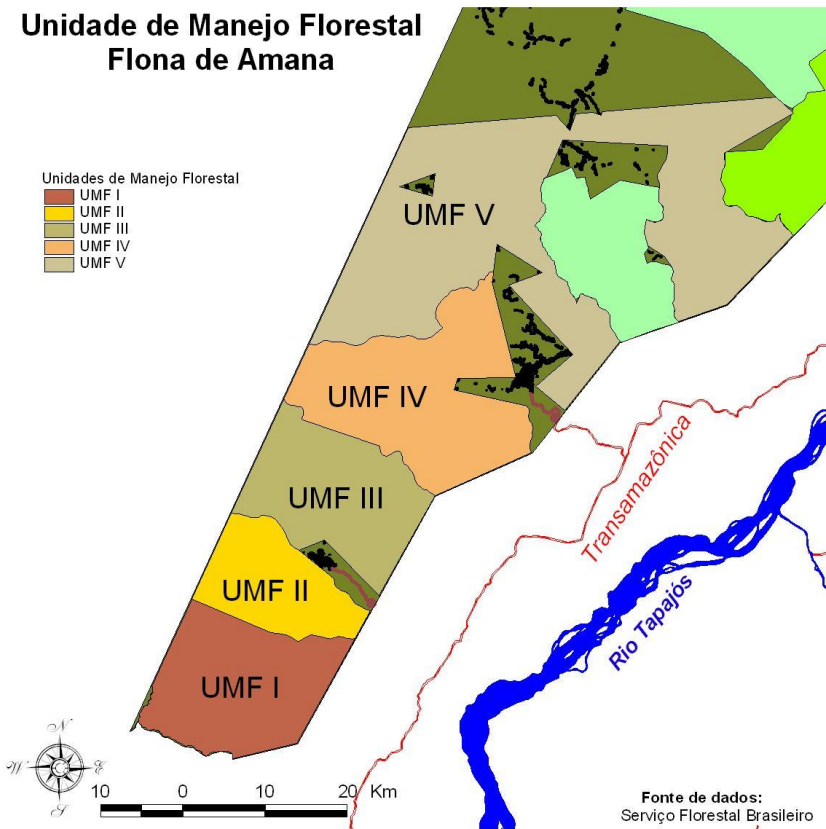 Unidade de Manejo Florestal
Flona de Amana
Unidades de Manejo Florestal
UMF I
UMF II
UMF III
UMF IV
UMF V
UMF V
UMF IV
UMF III
UMF II
UMF I
Transamazônica
Rio Tapajós
N
W E
S
10 0 10 20 Km
Fonte de dados:
Serviço Florestal Brasileiro